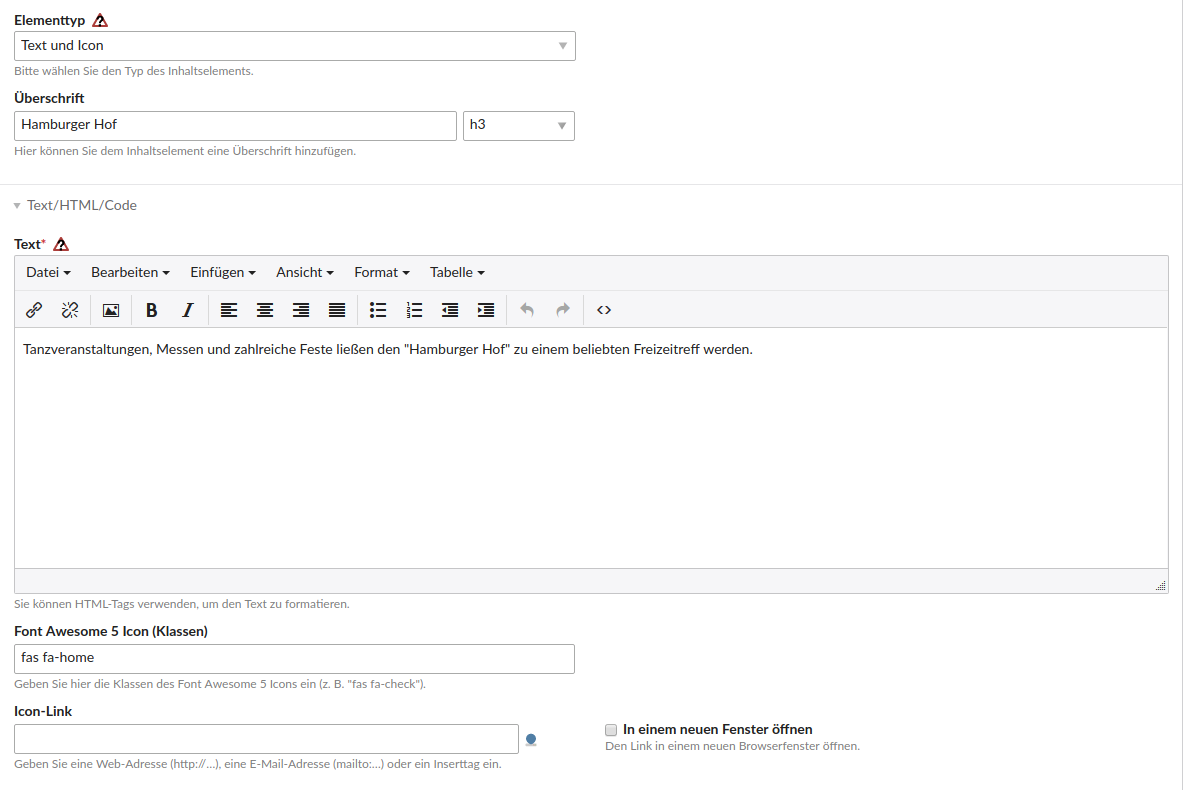 Elementtyp
Text und Icon
Bitte wählen Sie den Typ des Inhaltselements.
Überschrift
Hamburger Hof h3
Hier können Sie dem Inhaltselement eine Überschrift hinzufügen.
Text/HTML/Code
Text*
Datei Bearbeiten Einfügen Ansicht Format Tabelle
B I <>
Tanzveranstaltungen, Messen und zahlreiche Feste ließen den "Hamburger Hof" zu einem beliebten Freizeitreff werden.
Sie können HTML-Tags verwenden, um den Text zu formatieren.
Font Awesome 5 Icon (Klassen)
fas fa-home
Geben Sie hier die Klassen des Font Awesome 5 Icons ein (z. B. "fas fa-check").
Icon-Link
In einem neuen Fenster öffnen
Den Link in einem neuen Browserfenster öffnen.
Geben Sie eine Web-Adresse (http://…), eine E-Mail-Adresse (mailto:…) oder ein Inserttag ein.